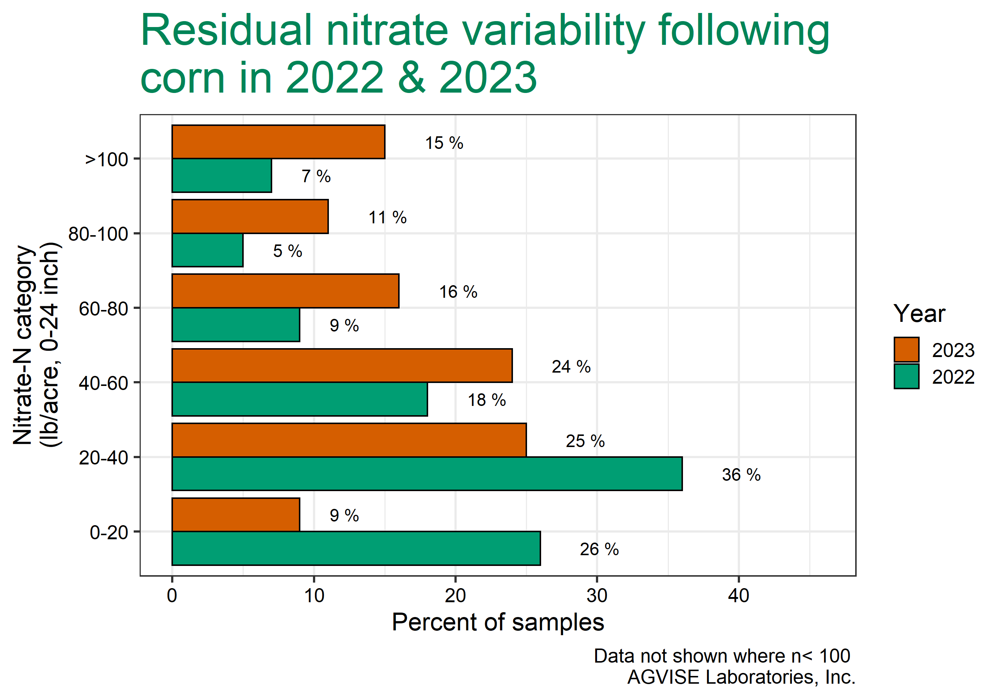 Residual nitrate variability following
corn in 2022 & 2023
Nitrate-N category
(lb/acre, 0-24 inch)
>100
15 %
7 %
80-100
11 %
5 %
60-80
16 %
9 %
40-60
24 %
18 %
20-40
25 %
36 %
0-20
9 %
26 %
0 10 20 30 40
Percent of samples
Year
2023
2022
Data not shown where n< 100
AGVISE Laboratories, Inc.